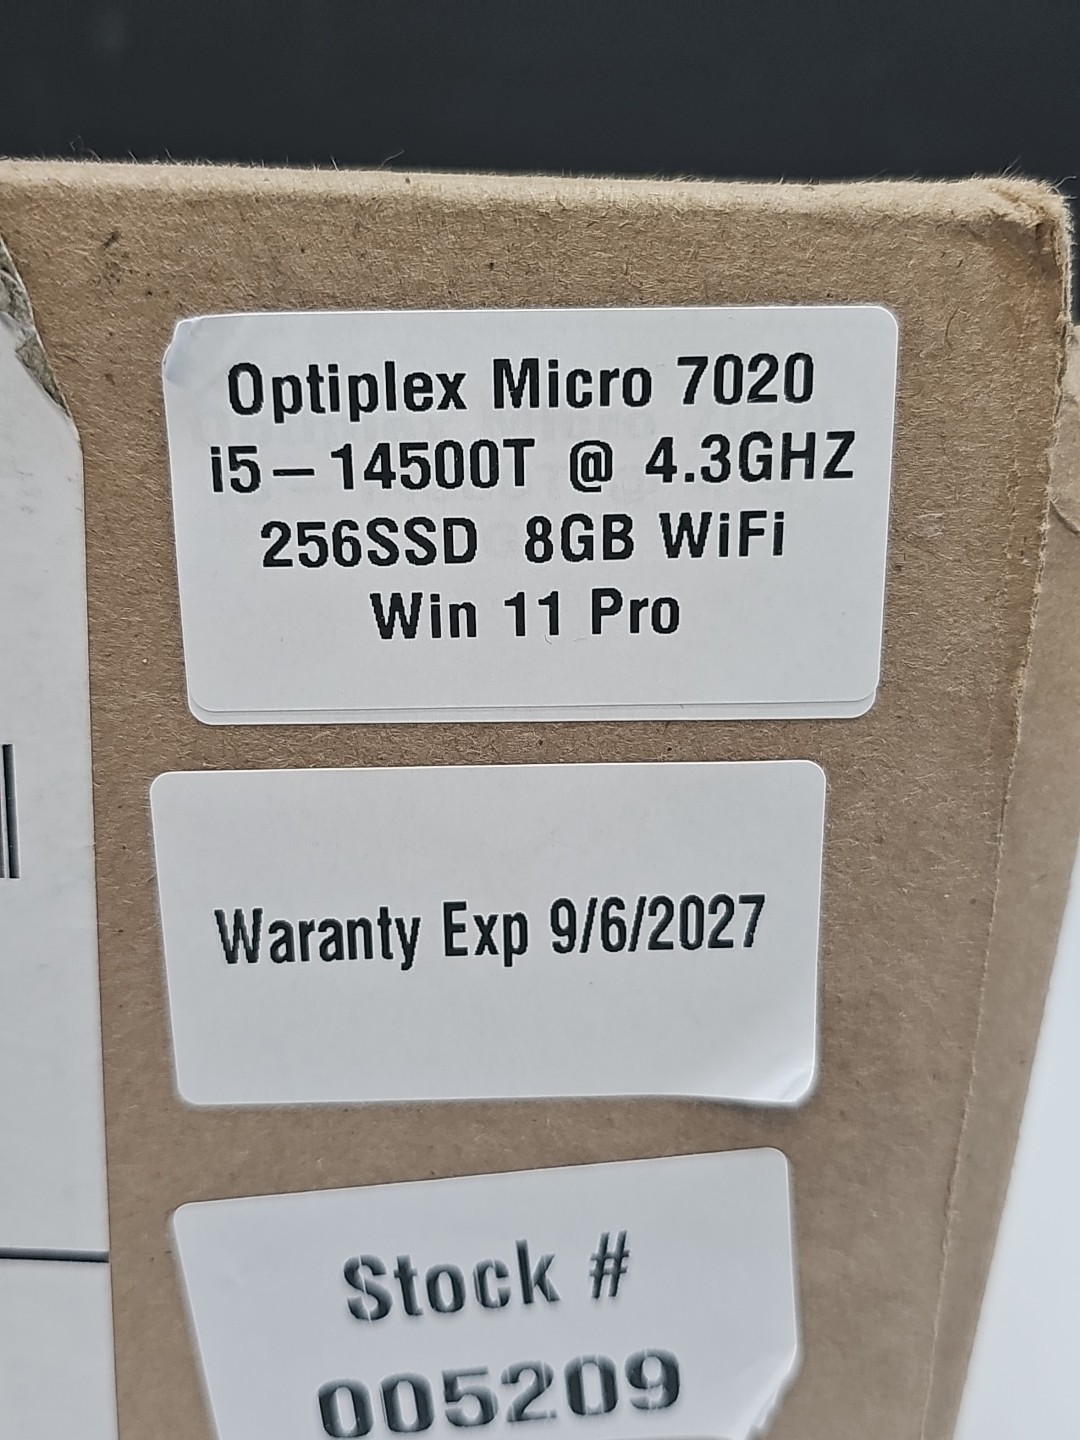 Optiplex Micro 7020
i5-14500T @ 4.3GHZ
256SSD 8GB WiFi
Win 11 Pro
Waranty Exp 9/6/2027
Stock #
005209